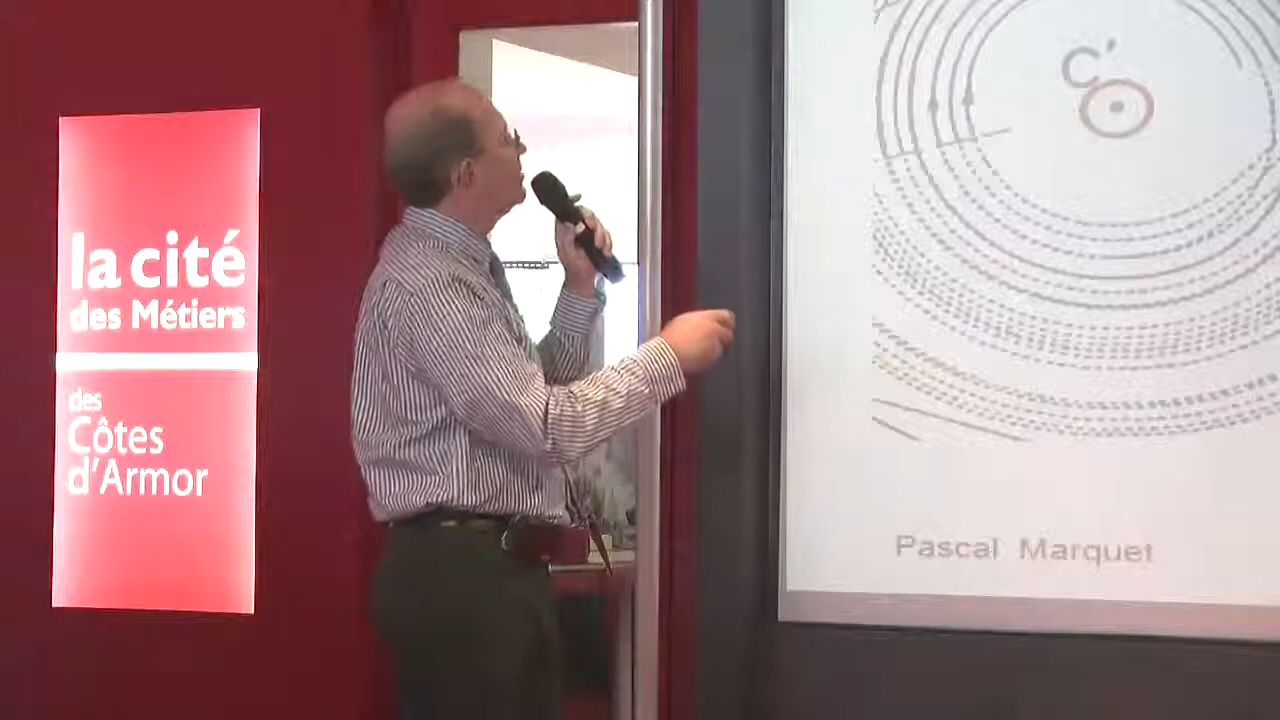 la cité
des Métiers
des
Côtes
d'Armor
C'
Pascal Marquet